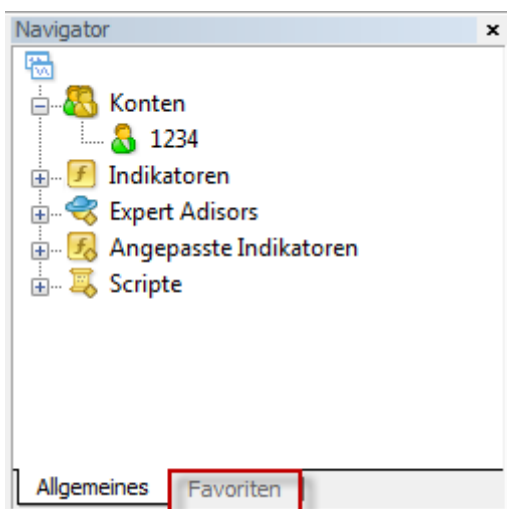 Navigator
Konten
1234
Indikatoren
Expert Adisors
Angepasste Indikatoren
Scripte
Allgemeines Favoriten